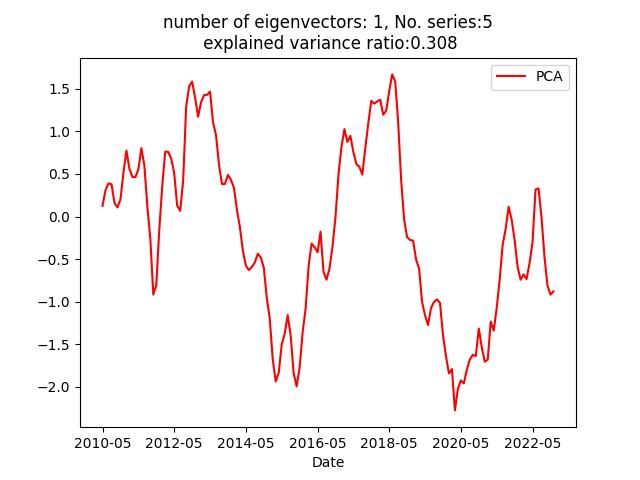 number of eigenvectors: 1, No. series:5
explained variance ratio:0.308
PCA
1.5
1.0
0.5
0.0
−0.5
−1.0
−1.5
−2.0
2010-05 2012-05 2014-05 2016-05 2018-05 2020-05 2022-05
Date